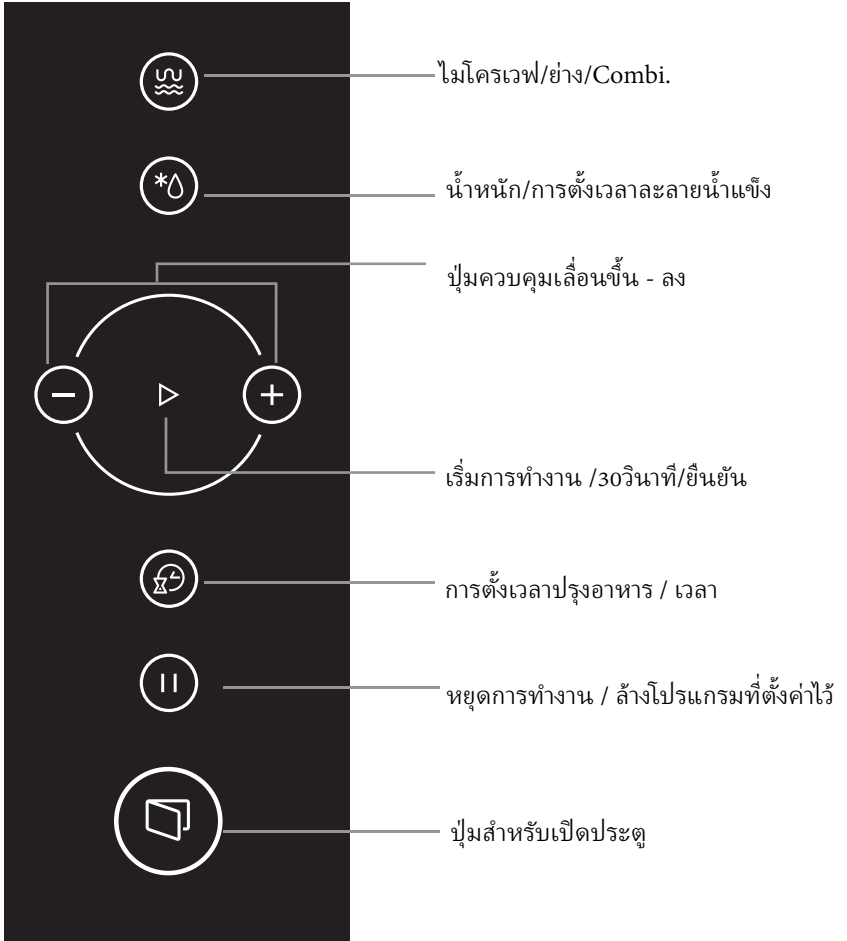 ไมโครเวฟ/ย่าง/Combi.
น้ำหนัก/การตั้งเวลาละลายน้ำแข็ง
ปุ่มควบคุมเลื่อนขึ้น - ลง
เริ่มการทำงาน /30วินาที/ยืนยัน
การตั้งเวลาปรุงอาหาร / เวลา
หยุดการทำงาน / ล้างโปรแกรมที่ตั้งค่าไว้
ปุ่มสำหรับเปิดประตู